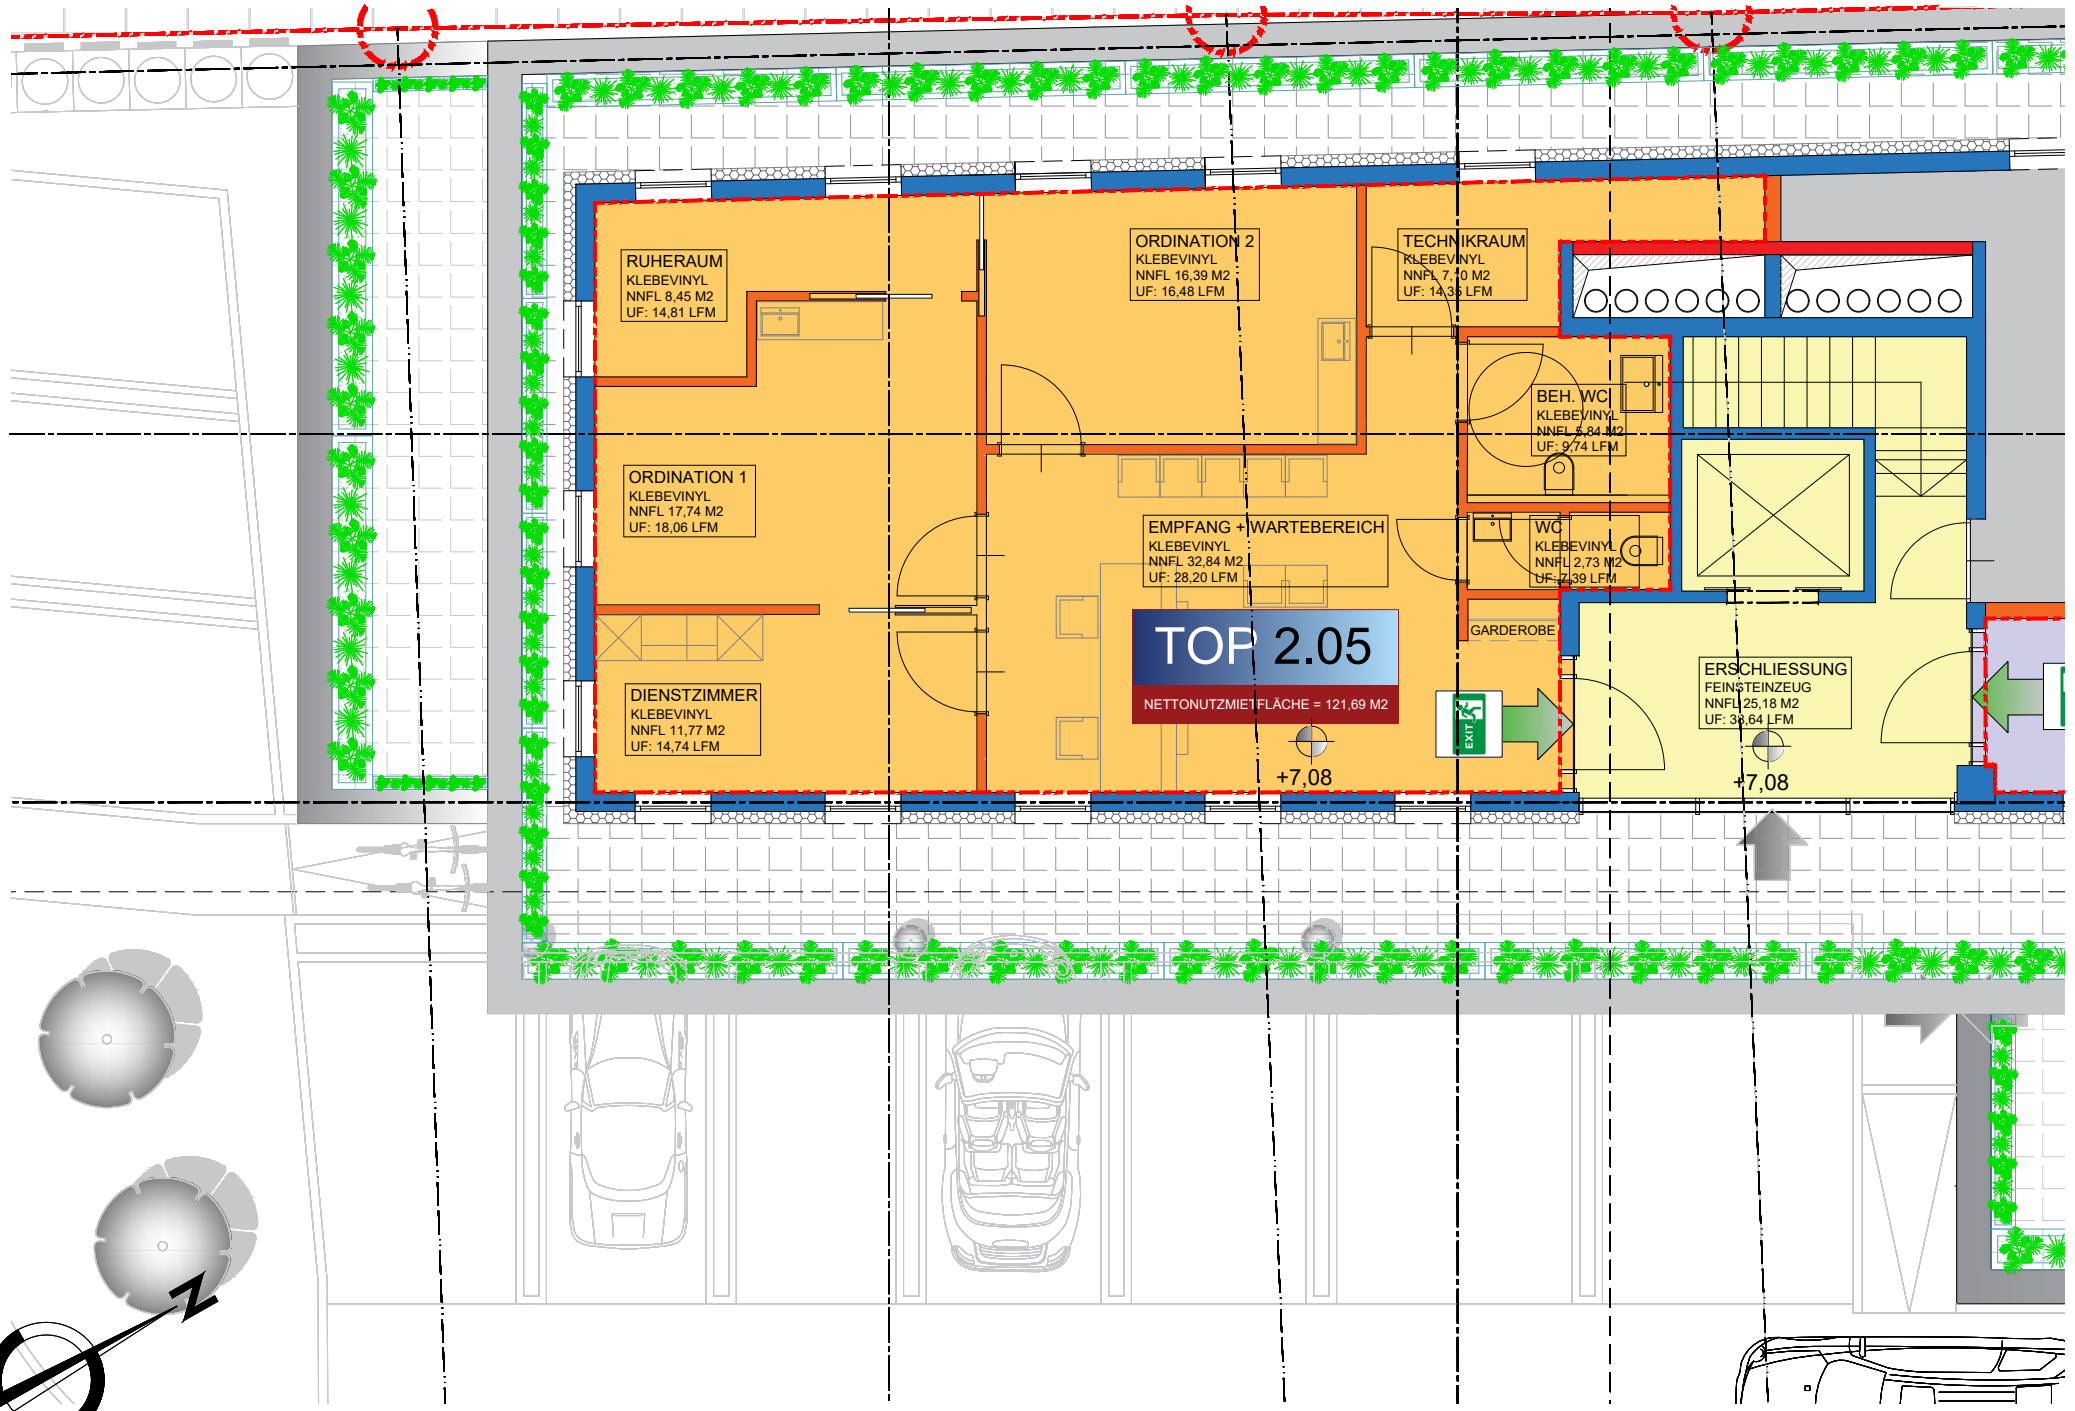 RUHERAUM
KLEBEVINYL
NNFL 8,45 M2
UF: 14,81 LFM
ORDINATION 2
KLEBEVINYL
NNFL 16,39 M2
UF: 16,48 LFM
TECHNIKRAUM
KLEBEVINYL
NNFL 7,10 M2
UF: 14,35 LFM
BEH. WC
KLEBEVINYL
NNFL 5,84 M2
UF: 9,74 LFM
ORDINATION 1
KLEBEVINYL
NNFL 17,74 M2
UF: 18,06 LFM
EMPFANG + WARTEBEREICH
KLEBEVINYL
NNFL 32,84 M2
UF: 28,20 LFM
WC
KLEBEVINYL
NNFL 2,73 M2
UF: 7,39 LFM
TOP 2.05
NETTONUTZMIETFLÄCHE = 121,69 M2
GARDEROBE
DIENSTZIMMER
KLEBEVINYL
NNFL 11,77 M2
UF: 14,74 LFM
ERSCHLIESSUNG
FEINSTEINZEUG
NNFL 25,18 M2
UF: 38,64 LFM
EXIT
+7,08
+7,08
N